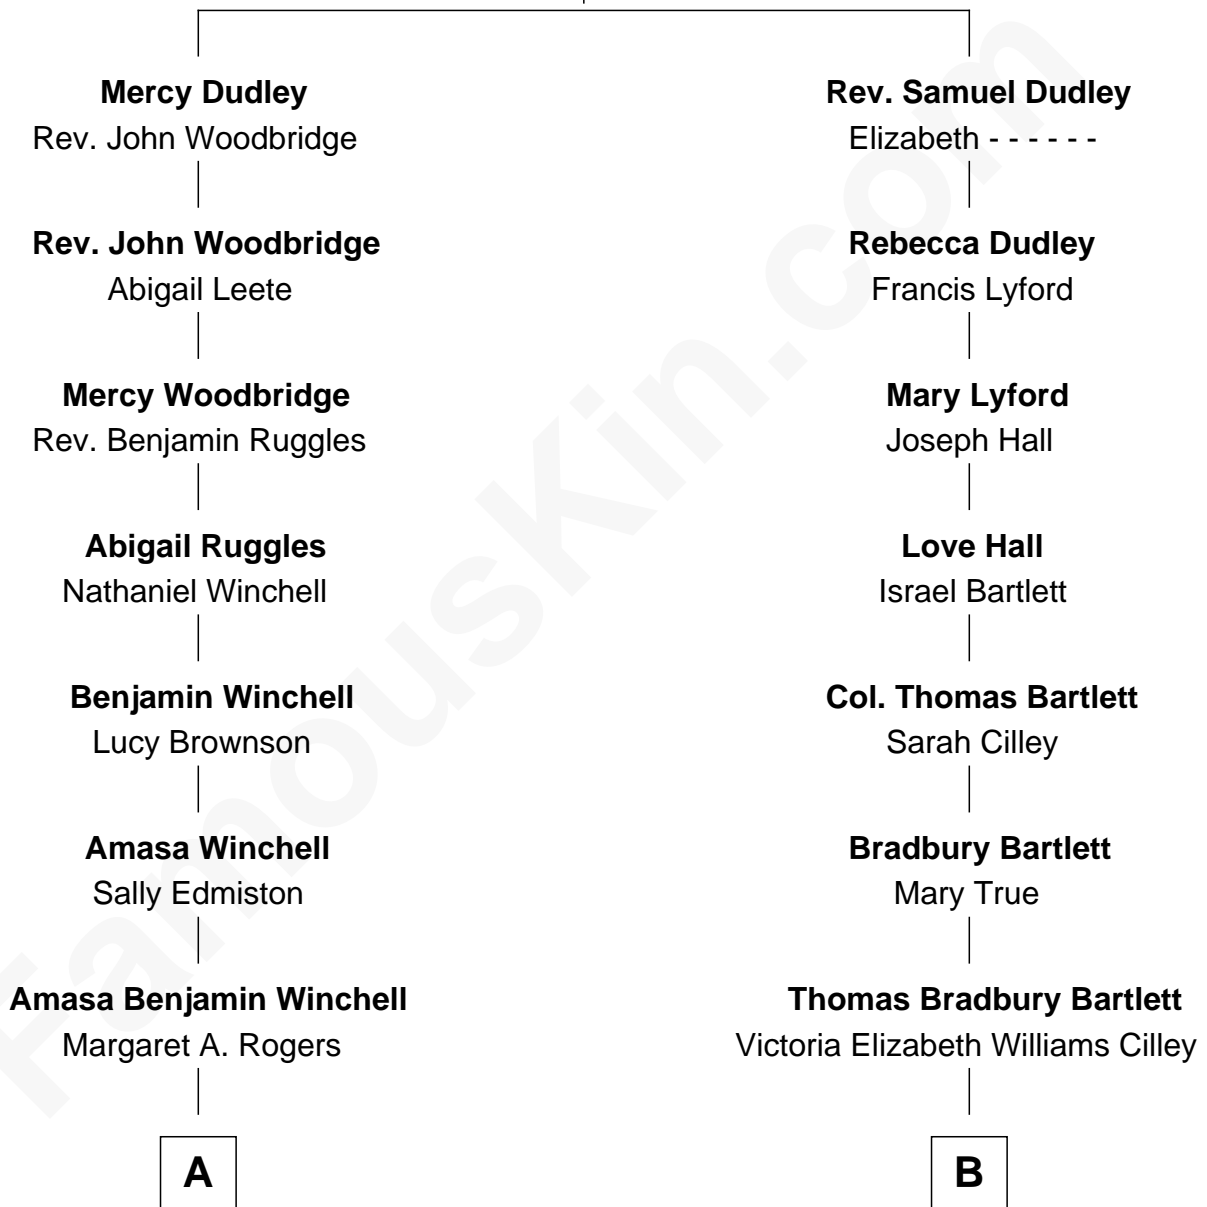 Mercy Dudley
Rev. John Woodbridge
Rev. John Woodbridge
Abigail Leete
Mercy Woodbridge
Rev. Benjamin Ruggles
Abigail Ruggles
Nathaniel Winchell
Benjamin Winchell
Lucy Brownson
Amasa Winchell
Sally Edmiston
Amasa Benjamin Winchell
Margaret A. Rogers
A
Rev. Samuel Dudley
Elizabeth - - - - - -
Rebecca Dudley
Francis Lyford
Mary Lyford
Joseph Hall
Love Hall
Israel Bartlett
Col. Thomas Bartlett
Sarah Cilley
Bradbury Bartlett
Mary True
Thomas Bradbury Bartlett
Victoria Elizabeth Williams Cilley
B
FamousKin.com